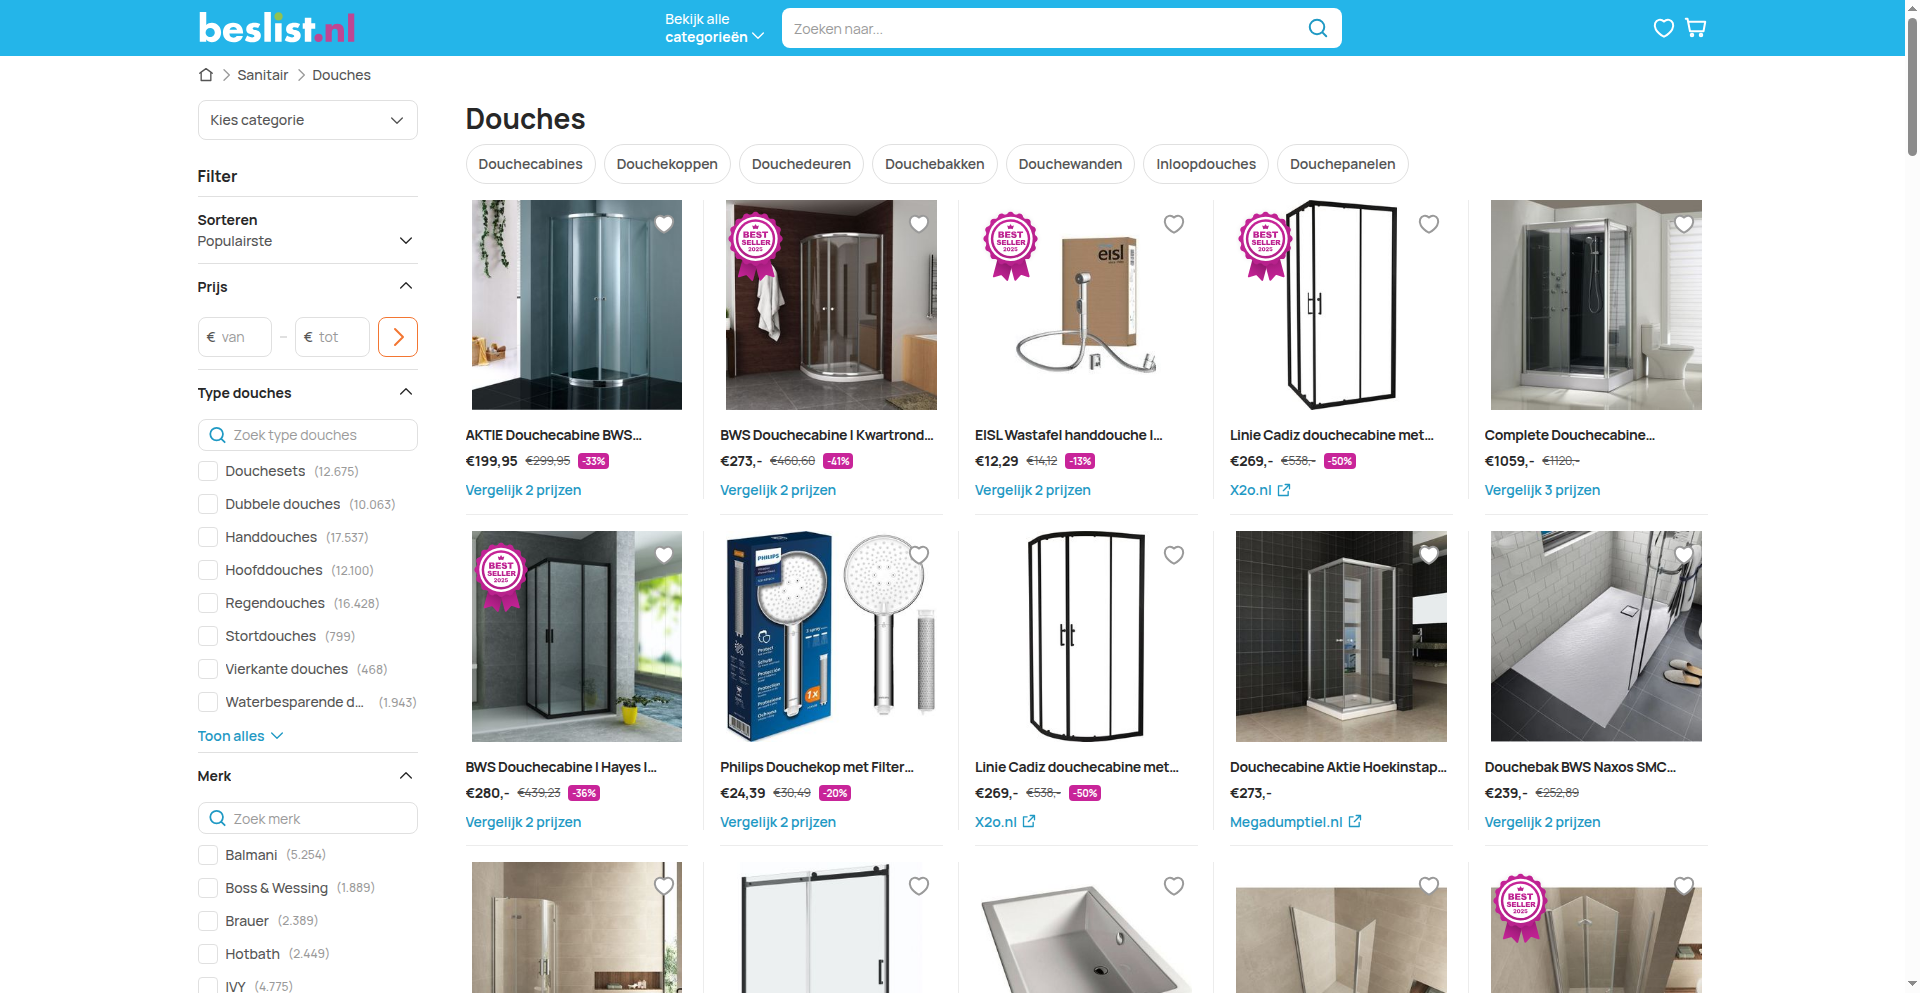 beslist.nl
Bekijk alle
categorieën
Zoeken naar...
Sanitair
Douches
Kies categorie
Filter
Sorteren
Populairste
Prijs
€ van
–
€ tot
Type douches
Zoek type douches
Douchesets (12.675)
Dubbele douches (10.063)
Handdouches (17.537)
Hoofddouches (12.100)
Regendouches (16.428)
Stortdouches (799)
Vierkante douches (468)
Waterbesparende d... (1.943)
Toon alles
Merk
Zoek merk
Balmani (5.254)
Boss & Wessing (1.889)
Brauer (2.389)
Hotbath (2.449)
IVY (4.775)
Douches
Douchecabines
Douchekoppen
Douchedeuren
Douchebakken
Douchewanden
Inloopdouches
Douchepanelen
AKTIE Douchecabine BWS...
€199,95 €299,95 -33%
Vergelijk 2 prijzen
BEST
SELLER
2025
BWS Douchecabine | Kwartrond...
€273,- €460,60 -41%
Vergelijk 2 prijzen
BEST
SELLER
2025
eisl
EISL Wastafel handdouche |...
€12,29 €14,12 -13%
Vergelijk 2 prijzen
BEST
SELLER
2025
Linie Cadiz douchecabine met...
€269,- €538,- -50%
X2o.nl
Complete Douchecabine...
€1059,- €1120,-
Vergelijk 3 prijzen
BEST
SELLER
2025
BWS Douchecabine | Hayes |...
€280,- €439,23 -36%
Vergelijk 2 prijzen
PHILIPS
1x
Philips Douchekop met Filter...
€24,39 €30,49 -20%
Vergelijk 2 prijzen
Linie Cadiz douchecabine met...
€269,- €538,- -50%
X2o.nl
Douchecabine Aktie Hoekinstap...
€273,-
Megadumptiel.nl
Douchebak BWS Naxos SMC...
€239,- €252,89
Vergelijk 2 prijzen
BEST
SELLER
2025